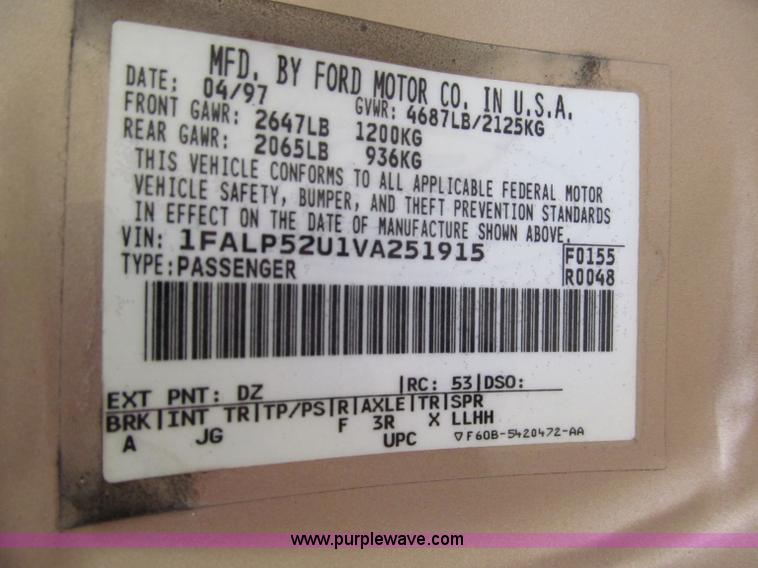 MFD. BY FORD MOTOR CO. IN U.S.A.
DATE: 04/97 GVWR: 4687LB/2125KG
FRONT GAWR: 2647LB 1200KG
REAR GAWR: 2065LB 936KG
THIS VEHICLE CONFORMS TO ALL APPLICABLE FEDERAL MOTOR
VEHICLE SAFETY, BUMPER, AND THEFT PREVENTION STANDARDS
IN EFFECT ON THE DATE OF MANUFACTURE SHOWN ABOVE.
VIN: 1FALP52U1VA251915 F0155
TYPE: PASSENGER R0048
EXT PNT: DZ RC: 53 DSO:
BRK INT TR TP/PS R AXLE TR SPR
A JG F 3R X LLHH
UPC ▽F60B-5420472-AA
www.purplewave.com